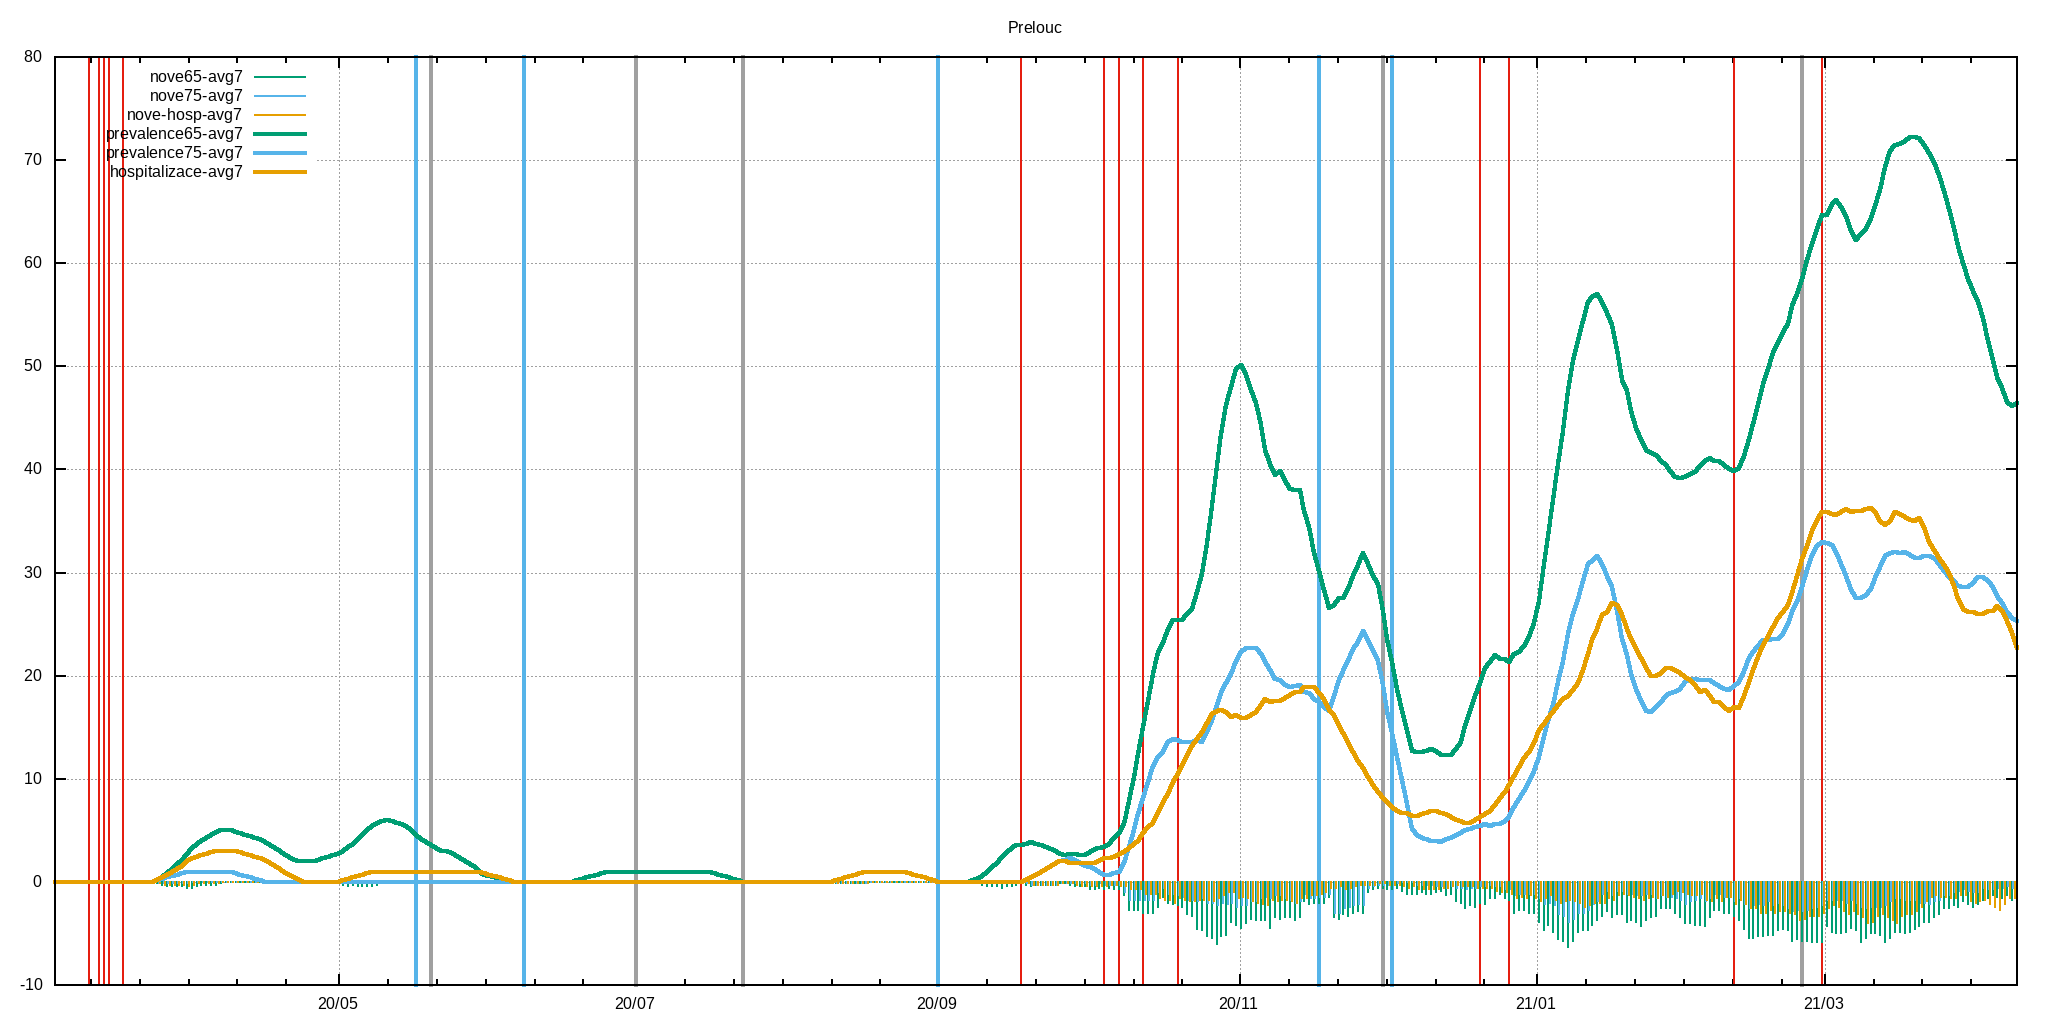 Prelouc
80
70
60
50
40
30
20
10
0
-10
nove65-avg7
nove75-avg7
nove-hosp-avg7
prevalence65-avg7
prevalence75-avg7
hospitalizace-avg7
20/05
20/07
20/09
20/11
21/01
21/03